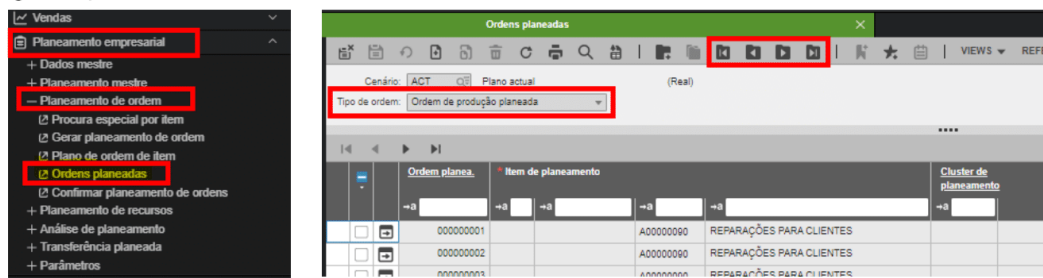 Vendas
Planeamento empresarial
+ Dados mestre
+ Planeamento mestre
— Planeamento de ordem
Procura especial por item
Gerar planeamento de ordem
Plano de ordem de item
Ordens planeadas
Confirmar planeamento de ordens
+ Planeamento de recursos
+ Análise de planeamento
+ Transferência planeada
+ Parâmetros
Ordens planeadas
VIEWS
Cenário: ACT Plano actual (Real)
Tipo de ordem: Ordem de produção planeada
Ordem planea. * Item de planeamento Cluster de planeamento
000000001 A00000090 REPARAÇÕES PARA CLIENTES
000000002 A00000090 REPARAÇÕES PARA CLIENTES
000000003 A00000090 REPARAÇÕES PARA CLIENTES